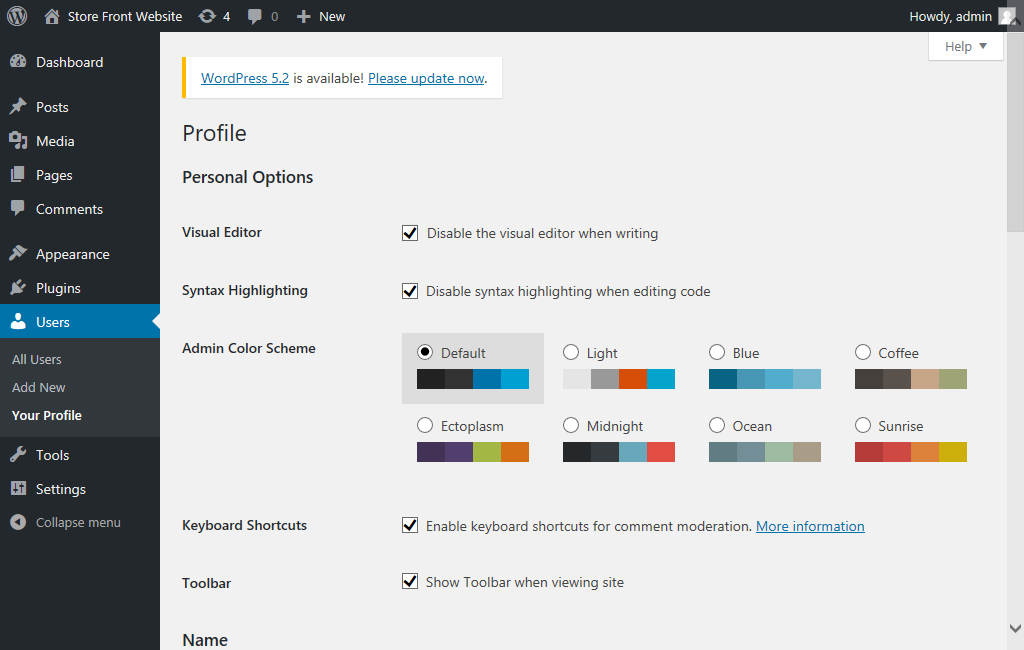 Store Front Website 4 0 New Howdy, admin
Help
Dashboard
Posts
Media
Pages
Comments
Appearance
Plugins
Users
All Users
Add New
Your Profile
Tools
Settings
Collapse menu
WordPress 5.2 is available! Please update now.
Profile
Personal Options
Visual Editor Disable the visual editor when writing
Syntax Highlighting Disable syntax highlighting when editing code
Admin Color Scheme Default Light Blue Coffee
Ectoplasm Midnight Ocean Sunrise
Keyboard Shortcuts Enable keyboard shortcuts for comment moderation. More information
Toolbar Show Toolbar when viewing site
Name